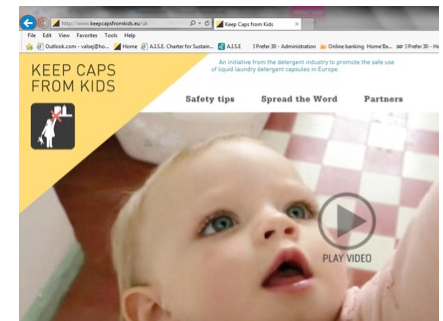 http://www.keepcapsfromkids.eu/
Keep Caps from Kids
File Edit View Favorites Tools Help
Outlook.com - valsej@ho... Home A.I.S.E. Charter for Sustain... A.I.S.E I Prefer 30 - Administration Online banking I Prefer 30 -
KEEP CAPS
FROM KIDS
An initiative from the detergent industry to promote the safe use
of liquid laundry detergent capsules in Europe.
Safety tips Spread the Word Partners
PLAY VIDEO